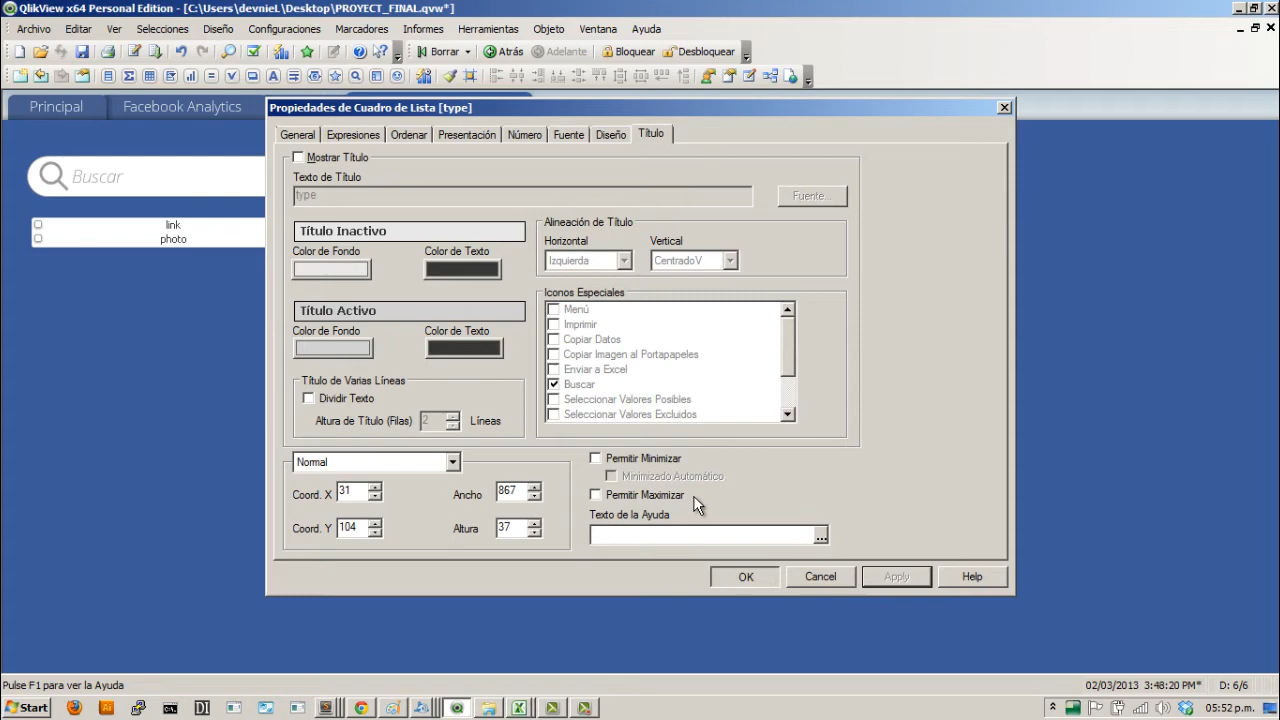 QlikView x64 Personal Edition - [C:\Users\devnieL\Desktop\PROYECT_FINAL.qvw*]
Archivo Editar Ver Selecciones Diseño Configuraciones Marcadores Informes Herramientas Objeto Ventana Ayuda
Borrar Atrás Adelante Bloquear Desbloquear
Principal Facebook Analytics
Buscar
link
photo
Propiedades de Cuadro de Lista [type]
General Expresiones Ordenar Presentación Número Fuente Diseño Título
Mostrar Título
Texto de Título
type
Fuente...
Título Inactivo
Color de Fondo Color de Texto
Título Activo
Color de Fondo Color de Texto
Título de Varias Líneas
Dividir Texto
Altura de Título (Filas) 2 Líneas
Alineación de Título
Horizontal Vertical
Izquierda CentradoV
Iconos Especiales
Menú
Imprimir
Copiar Datos
Copiar Imagen al Portapapeles
Enviar a Excel
Buscar
Seleccionar Valores Posibles
Seleccionar Valores Excluidos
Normal
Coord. X 31 Ancho 867
Coord. Y 104 Altura 37
Permitir Minimizar
Minimizado Automático
Permitir Maximizar
Texto de la Ayuda
...
OK Cancel Apply Help
Pulse F1 para ver la Ayuda
02/03/2013 3:48:20 PM* D: 6/6
Start
05:52 p.m.